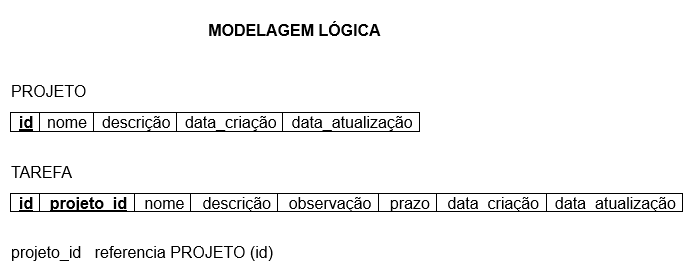 MODELAGEM LÓGICA
PROJETO
id nome descrição data_criação data_atualização
TAREFA
id projeto_id nome descrição observação prazo data_criação data_atualização
projeto_id referencia PROJETO (id)